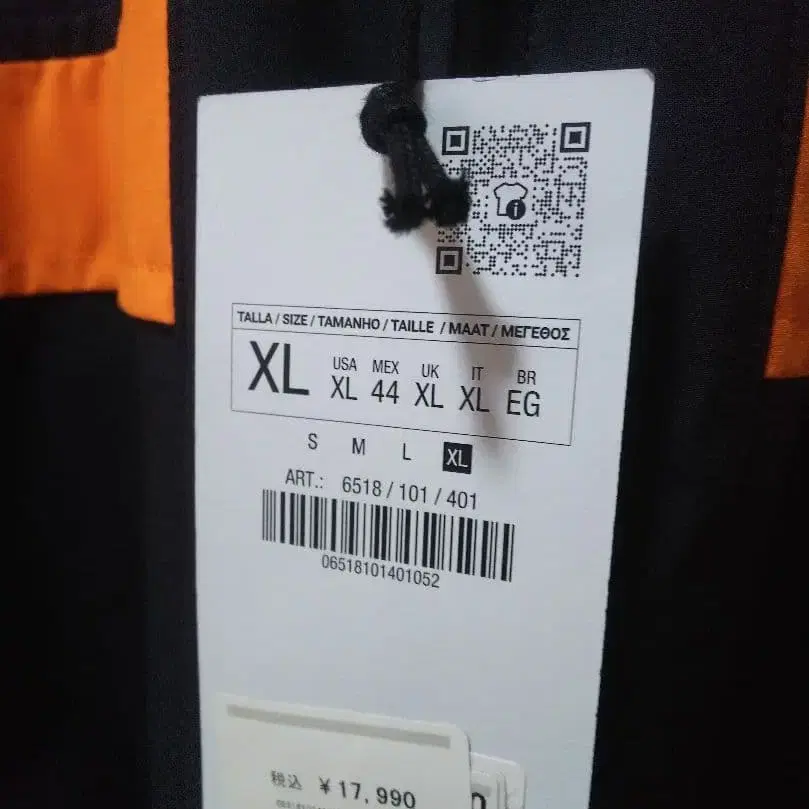 TALLA / SIZE / TAMANHO / TAILLE / MAAT / ΜΕΓΕΘΟΣ
XL
USA MEX UK IT BR
XL 44 XL XL EG
S M L XL
ART.: 6518 / 101 / 401
06518101401052
税込 ¥17,990